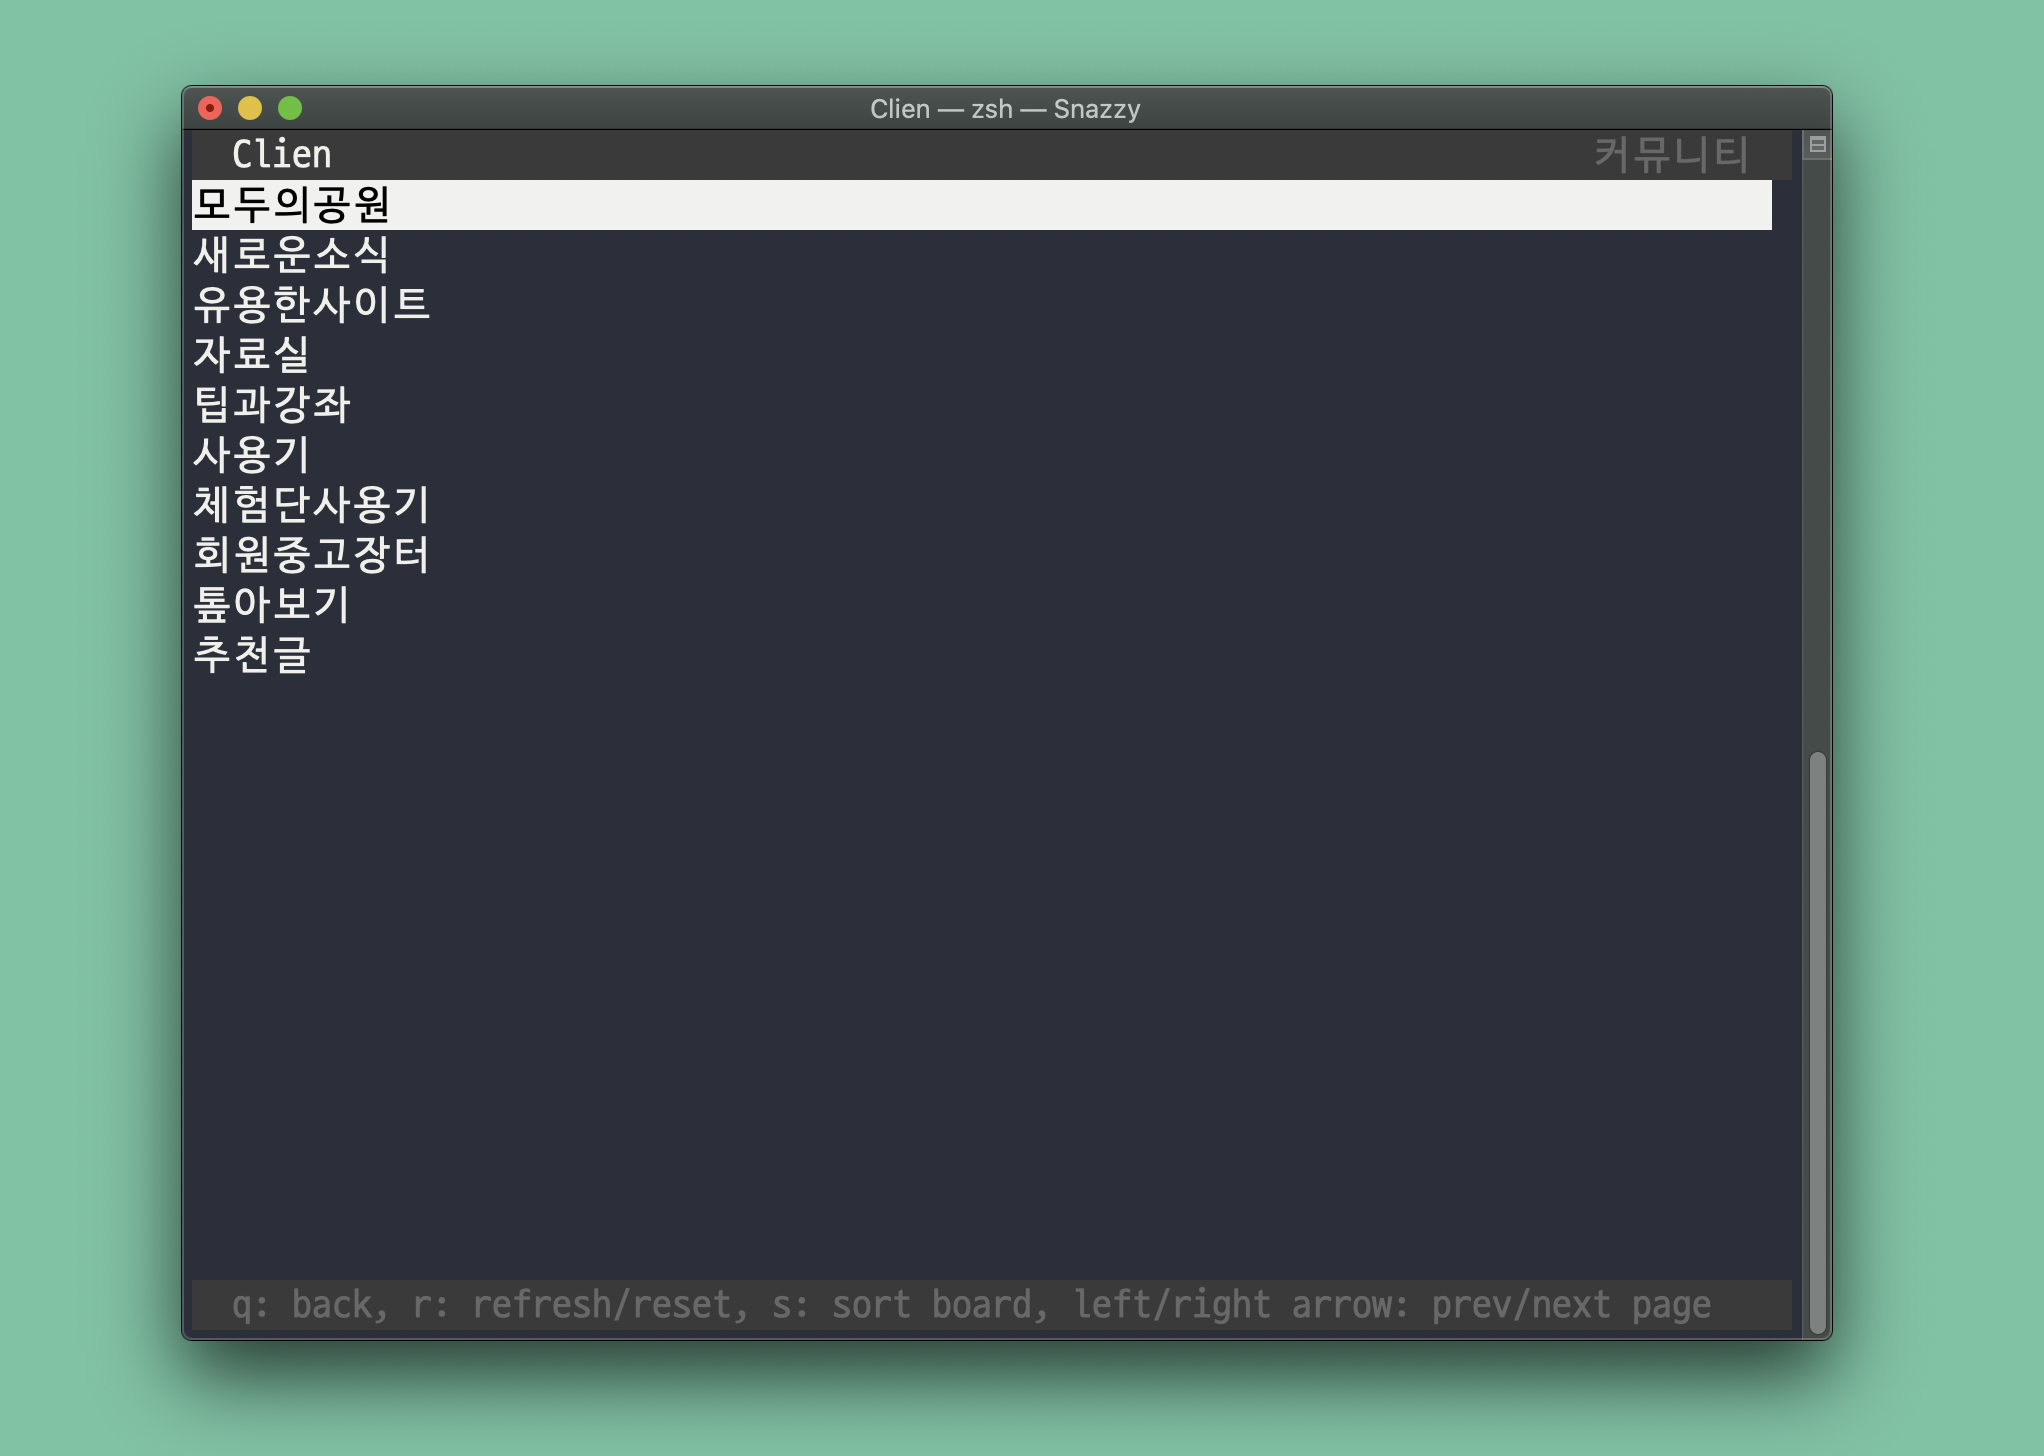 Clien — zsh — Snazzy
Clien 커뮤니티
모두의공원
새로운소식
유용한사이트
자료실
팁과강좌
사용기
체험단사용기
회원중고장터
톺아보기
추천글
q: back, r: refresh/reset, s: sort board, left/right arrow: prev/next page